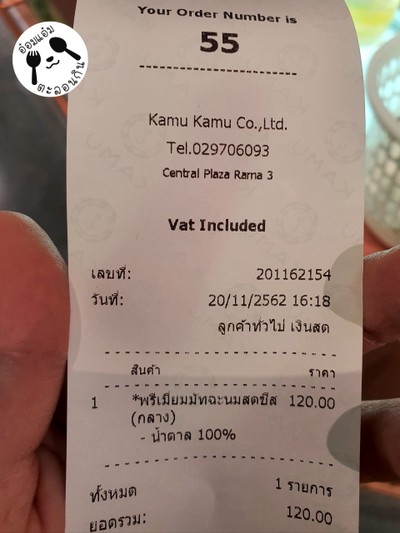 อ๋อมแอ๋ม
ตะลอนกิน
Your Order Number is
55
Kamu Kamu Co.,Ltd.
Tel.029706093
Central Plaza Rama 3
Vat Included
เลขที่: 201162154
วันที่: 20/11/2562 16:18
ลูกค้าทั่วไป เงินสด
สินค้า ราคา
1 *พรีเมี่ยมมัทฉะนมสดชีส 120.00
(กลาง)
- น้ำตาล 100%
ทั้งหมด 1 รายการ
ยอดรวม: 120.00